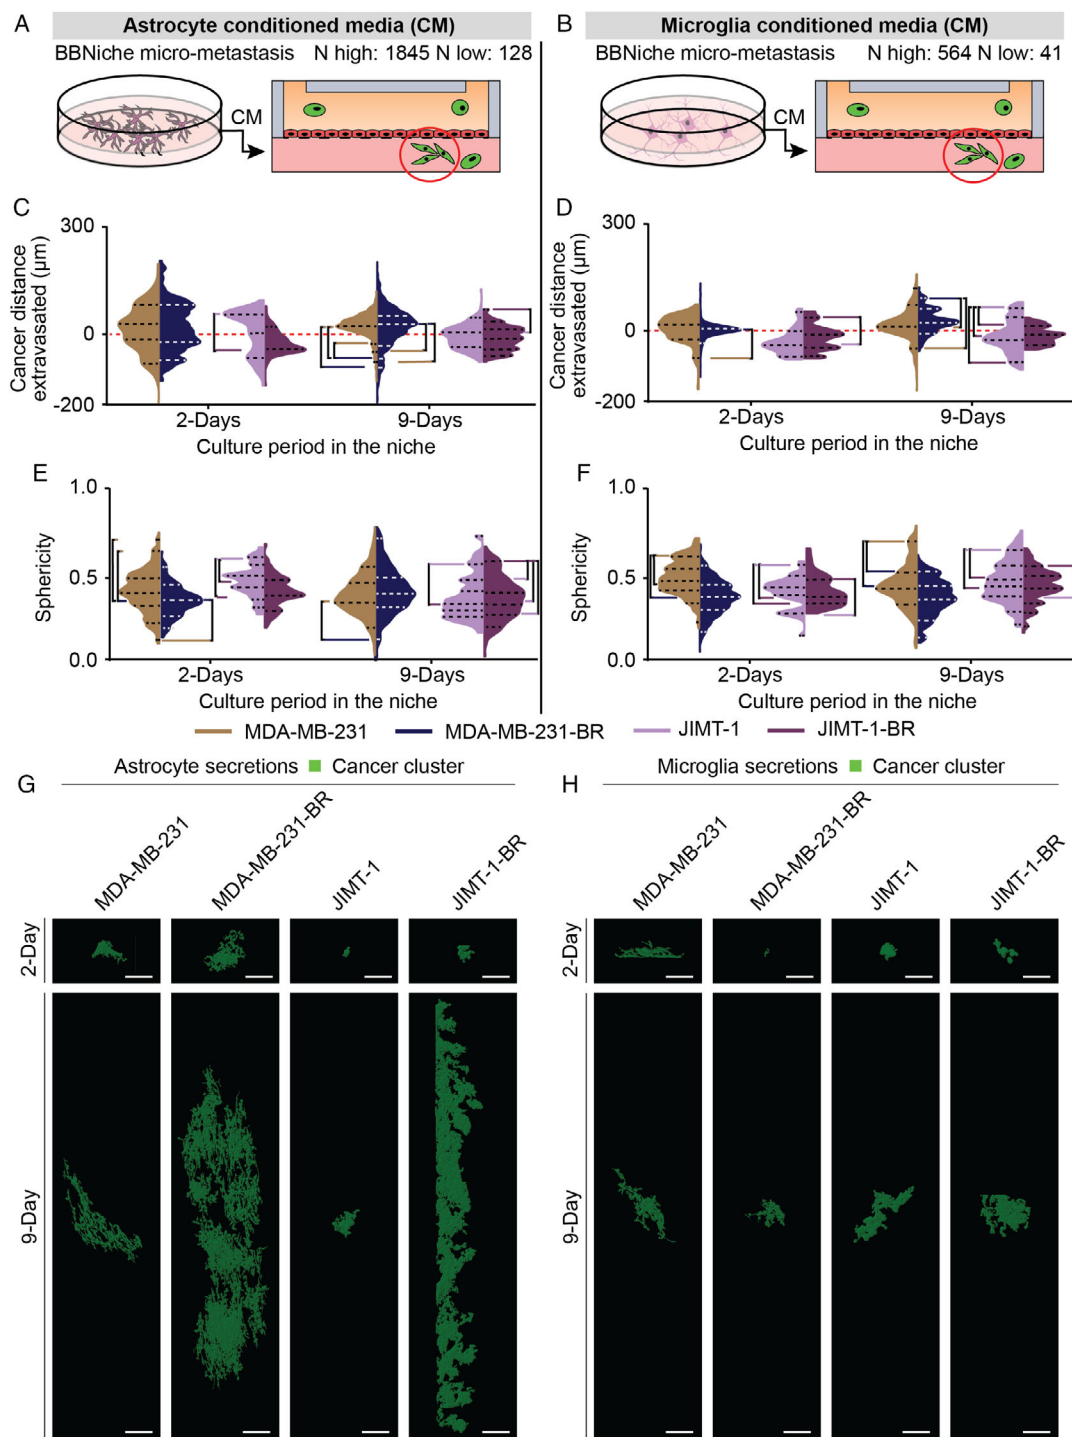 A
Astrocyte conditioned media (CM)
BBNiche micro-metastasis N high: 1845 N low: 128
CM
B
Microglia conditioned media (CM)
BBNiche micro-metastasis N high: 564 N low: 41
CM
C
Cancer distance
extravasated (µm)
300
0
-200
2-Days 9-Days
Culture period in the niche
D
Cancer distance
extravasated (µm)
300
0
-200
2-Days 9-Days
Culture period in the niche
E
Sphericity
1.0
0.5
0.0
2-Days 9-Days
Culture period in the niche
F
Sphericity
1.0
0.5
0.0
2-Days 9-Days
Culture period in the niche
MDA-MB-231 MDA-MB-231-BR JIMT-1 JIMT-1-BR
G
Astrocyte secretions Cancer cluster
MDA-MB-231
MDA-MB-231-BR
JIMT-1
JIMT-1-BR
2-Day
9-Day
H
Microglia secretions Cancer cluster
MDA-MB-231
MDA-MB-231-BR
JIMT-1
JIMT-1-BR
2-Day
9-Day